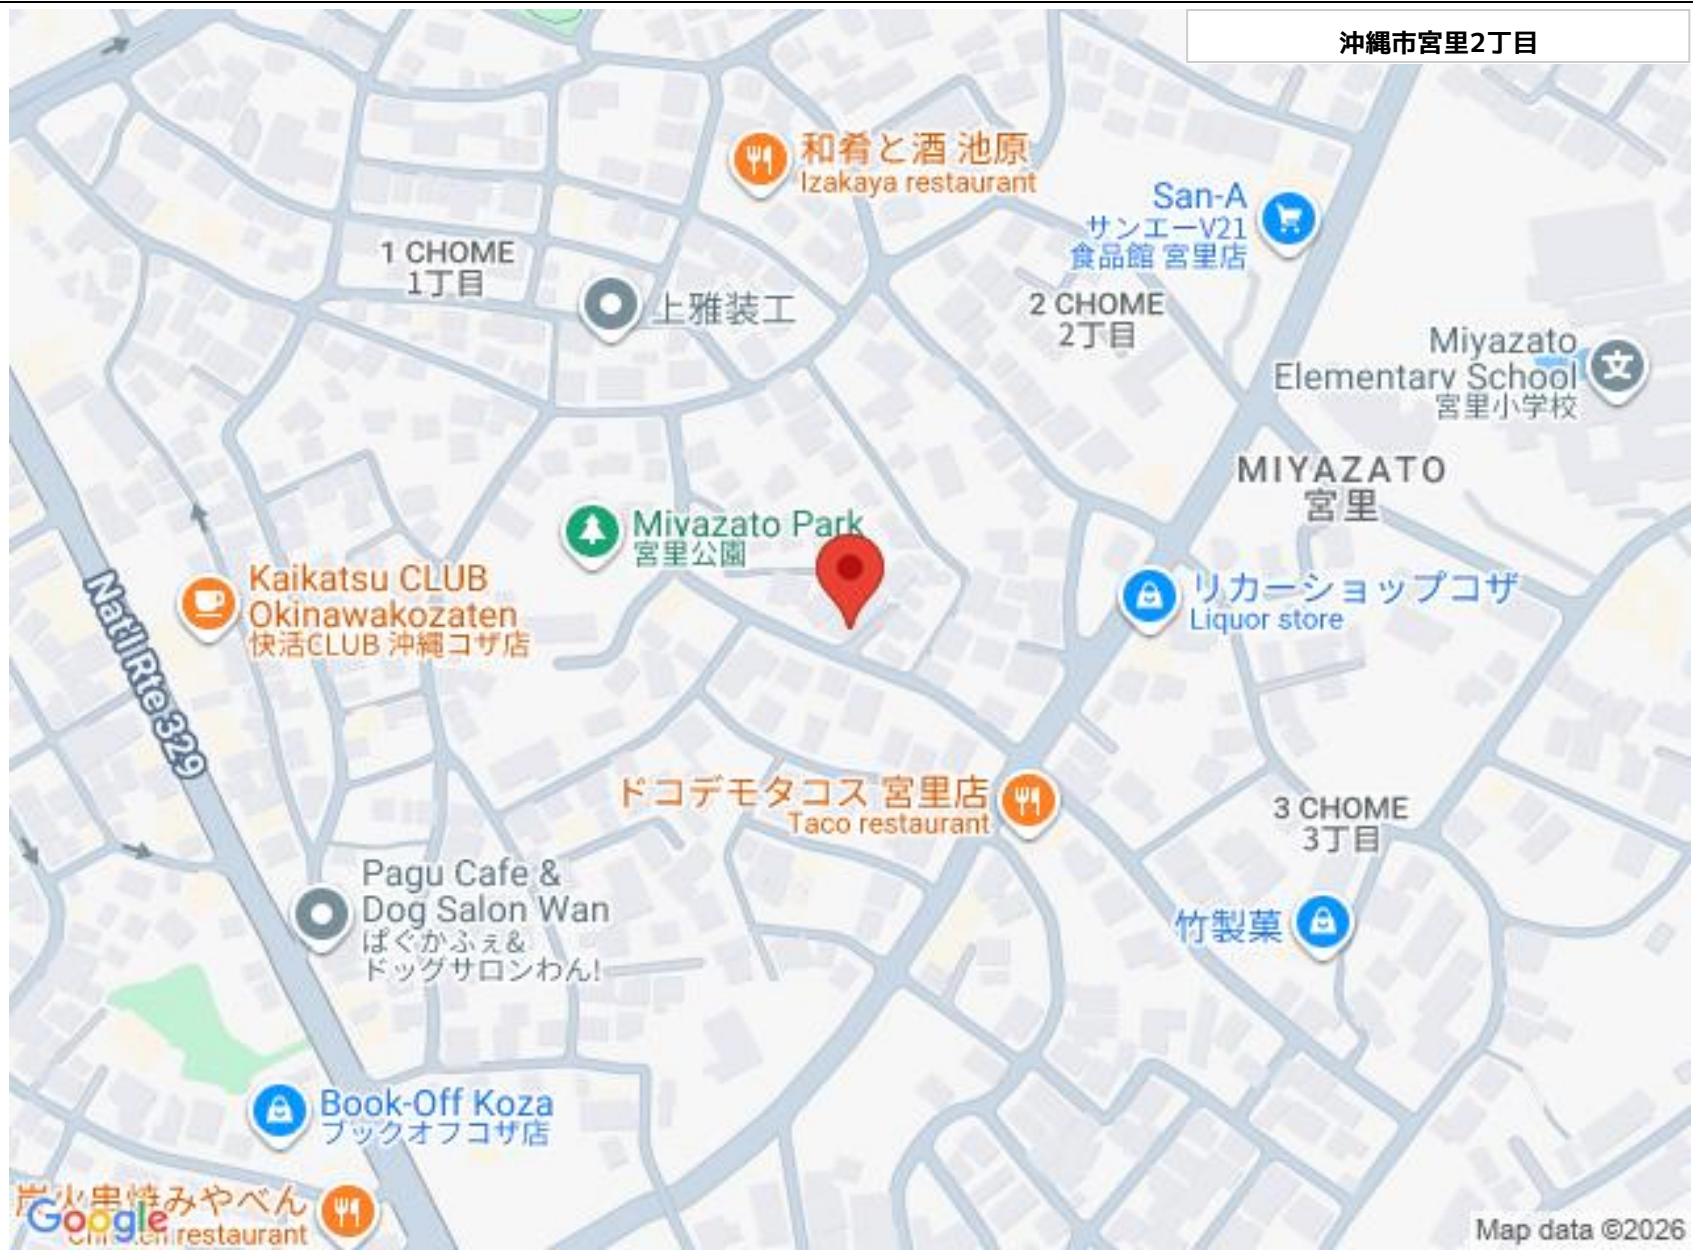 沖縄市宮里2丁目
和肴と酒 池原
Izakaya restaurant
San-A
サンエーV21
食品館 宮里店
1 CHOME
1丁目
上雅装工
2 CHOME
2丁目
Miyazato
Elementary School
宮里小学校
MIYAZATO
宮里
Miyazato Park
宮里公園
Kaikatsu CLUB
Okinawakozaten
快活CLUB 沖縄コザ店
リカーショップコザ
Liquor store
Nat'l Rte 329
ドコデモタコス 宮里店
Taco restaurant
3 CHOME
3丁目
Pagu Cafe &
Dog Salon Wan
ぱぐかふぇ&
ドッグサロンわん!
竹製菓
Book-Off Koza
ブックオフコザ店
炭火串焼みやべん
Chicken restaurant
Google
Map data ©2026